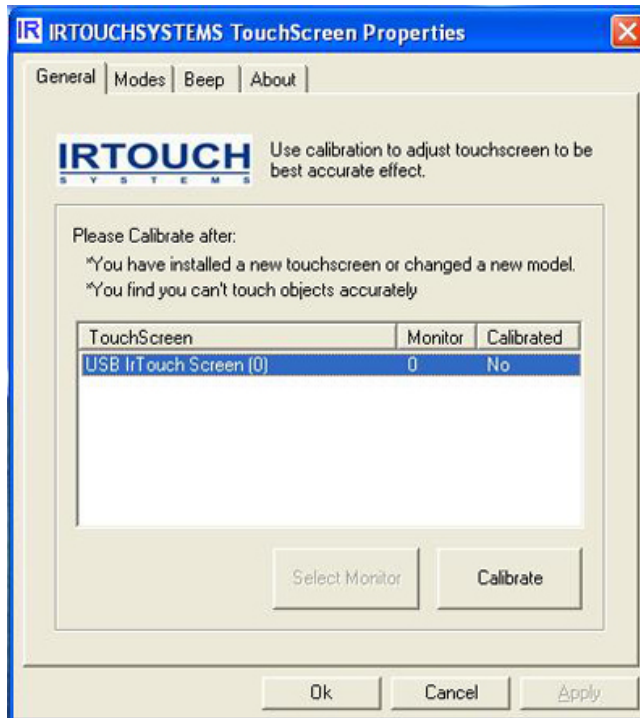 IR IRTOUCHSYSTEMS TouchScreen Properties
General Modes Beep About
IRTOUCH
SYSTEMS
Use calibration to adjust touchscreen to be
best accurate effect.
Please Calibrate after:
*You have installed a new touchscreen or changed a new model.
*You find you can't touch objects accurately
TouchScreen Monitor Calibrated
USB IrTouch Screen (0) 0 No
Select Monitor Calibrate
Ok Cancel Apply